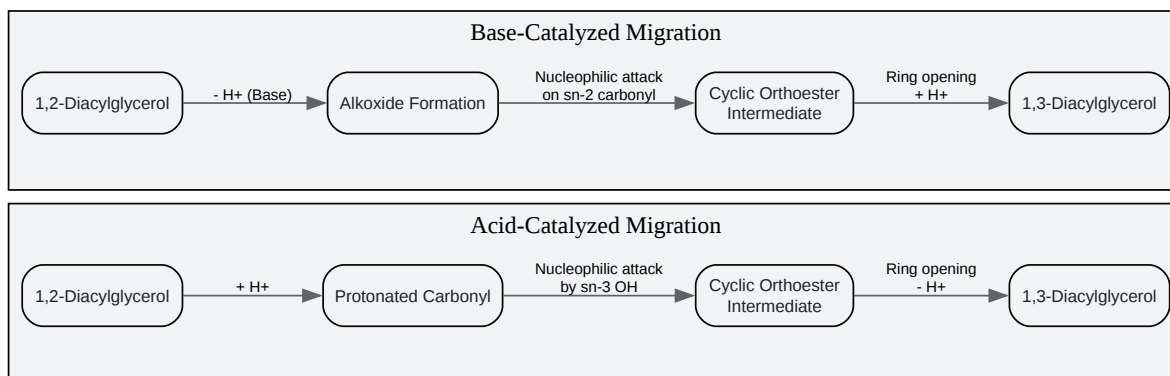 Base-Catalyzed Migration
1,2-Diacylglycerol
- H+ (Base)
Alkoxide Formation
Nucleophilic attack
on sn-2 carbonyl
Cyclic Orthoester
Intermediate
Ring opening
+ H+
1,3-Diacylglycerol
Acid-Catalyzed Migration
1,2-Diacylglycerol
+ H+
Protonated Carbonyl
Nucleophilic attack
by sn-3 OH
Cyclic Orthoester
Intermediate
Ring opening
- H+
1,3-Diacylglycerol